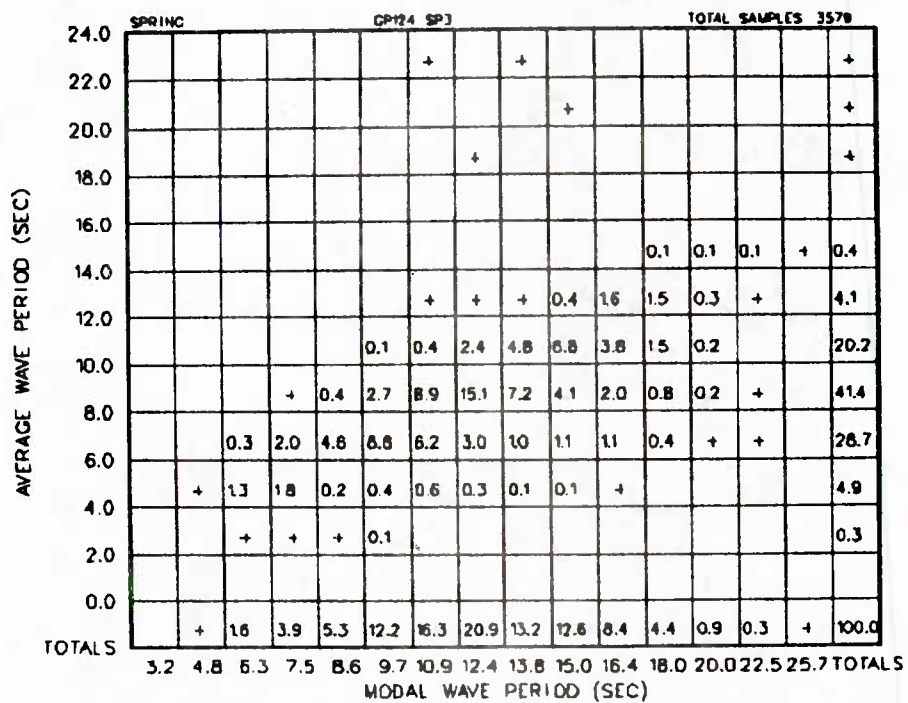 SPRING GP124 SP3 TOTAL SAMPLES 3579
24.0
+ + +
22.0
+ +
20.0
+ +
18.0
16.0
0.1 0.1 0.1 + 0.4
14.0
+ + + 0.4 1.6 1.5 0.3 + 4.1
12.0
0.1 0.4 2.4 4.8 6.8 3.8 1.5 0.2 20.2
10.0
+ 0.4 2.7 8.9 15.1 7.2 4.1 2.0 0.8 0.2 + 41.4
8.0
0.3 2.0 4.6 8.8 6.2 3.0 1.0 1.1 1.1 0.4 + + 28.7
6.0
+ 1.3 1.8 0.2 0.4 0.6 0.3 0.1 0.1 + 4.9
4.0
+ + + 0.1 0.3
2.0
0.0
+ 1.6 3.9 5.3 12.2 16.3 20.9 13.2 12.6 8.4 4.4 0.9 0.3 + 100.0
TOTALS
3.2 4.8 6.3 7.5 8.6 9.7 10.9 12.4 13.8 15.0 16.4 18.0 20.0 22.5 25.7 TOTALS
MODAL WAVE PERIOD (SEC)
AVERAGE WAVE PERIOD (SEC)